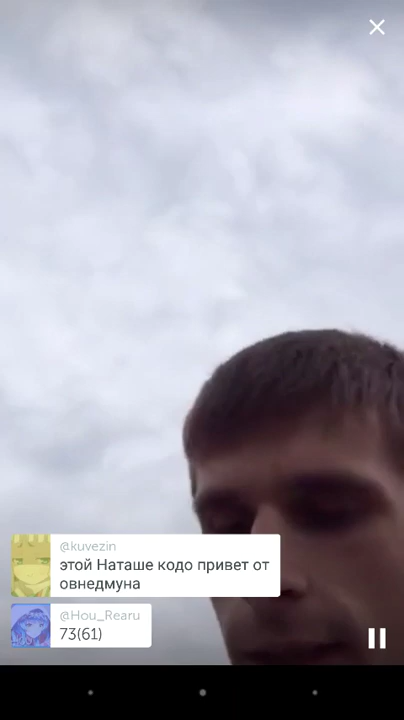 @kuvezin
этой Наташе кодо привет от
овнедмуна
@Hou_Rearu
73(61)